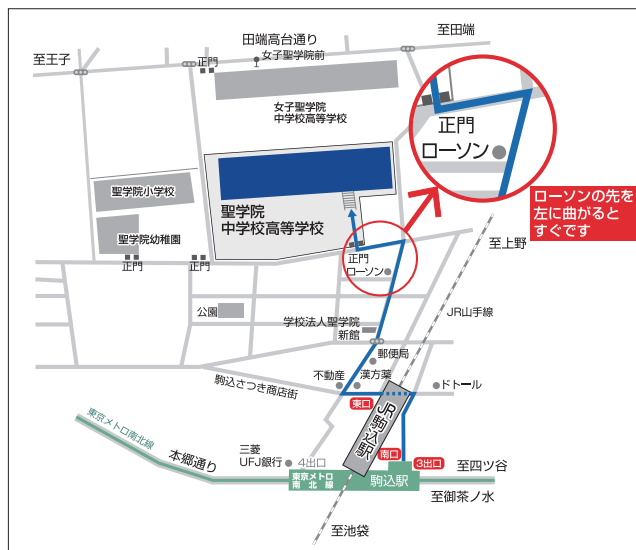 田端高台通り
至田端
至王子
正門
女子聖学院前
女子聖学院
中学校高等学校
正門
ローソン
ローソンの先を
左に曲がると
すぐです
聖学院小学校
聖学院
中学校高等学校
聖学院幼稚園
正門
正門
正門
ローソン
至上野
公園
JR山手線
学校法人聖学院
新館
郵便局
不動産
漢方薬
ドトール
駒込さつき商店街
東口
JR駒込駅
東京メトロ南北線
本郷通り
三菱
UFJ銀行
4出口
南口
3出口
至四ツ谷
東京メトロ
南北線
駒込駅
至御茶ノ水
至池袋